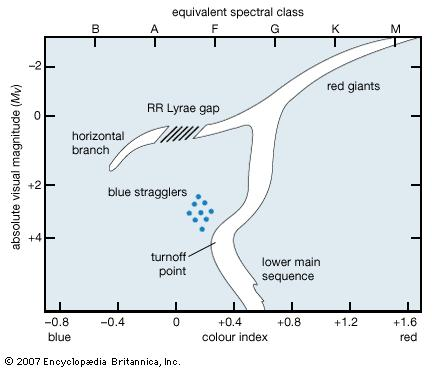 equivalent spectral class
B A F G K M
absolute visual magnitude (Mv)
−2
0
+2
+4
red giants
RR Lyrae gap
horizontal
branch
blue stragglers
turnoff
point
lower main
sequence
−0.8 −0.4 0 +0.4 +0.8 +1.2 +1.6
blue colour index red
© 2007 Encyclopædia Britannica, Inc.